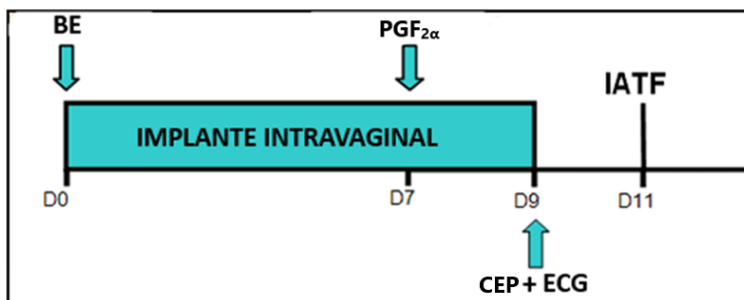 BE
PGF2α
IATF
IMPLANTE INTRAVAGINAL
D0
D7
D9
D11
CEP + ECG